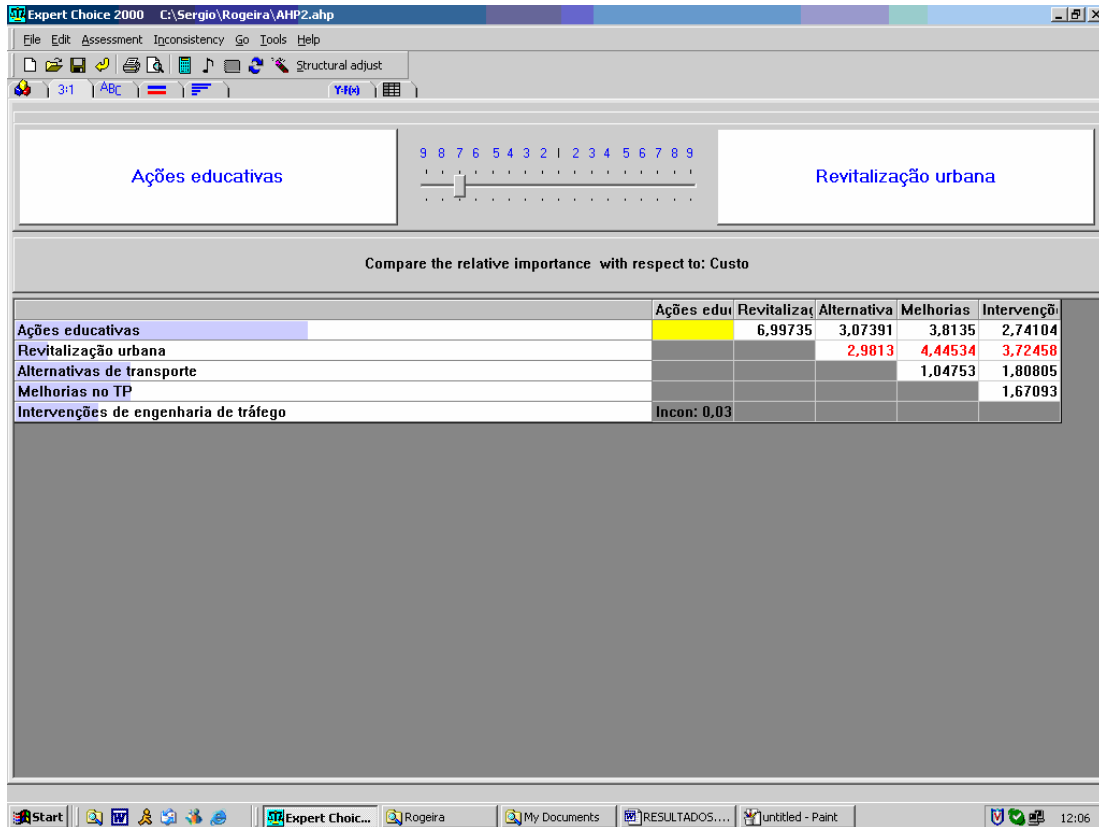 Expert Choice 2000 C:\Sergio\Rogeira\AHP2.ahp
File Edit Assessment Inconsistency Go Tools Help
Structural adjust
3:1 ABC Y=F(x)
9 8 7 6 5 4 3 2 1 2 3 4 5 6 7 8 9
Ações educativas Revitalização urbana
Compare the relative importance with respect to: Custo
Ações edu Revitalizaç Alternativa Melhorias Intervençõ
Ações educativas 6,99735 3,07391 3,8135 2,74104
Revitalização urbana 2,9813 4,44534 3,72458
Alternativas de transporte 1,04753 1,80805
Melhorias no TP 1,67093
Intervenções de engenharia de tráfego Incon: 0,03
Start Expert Choic... Rogeira My Documents RESULTADOS.... untitled - Paint 12:06